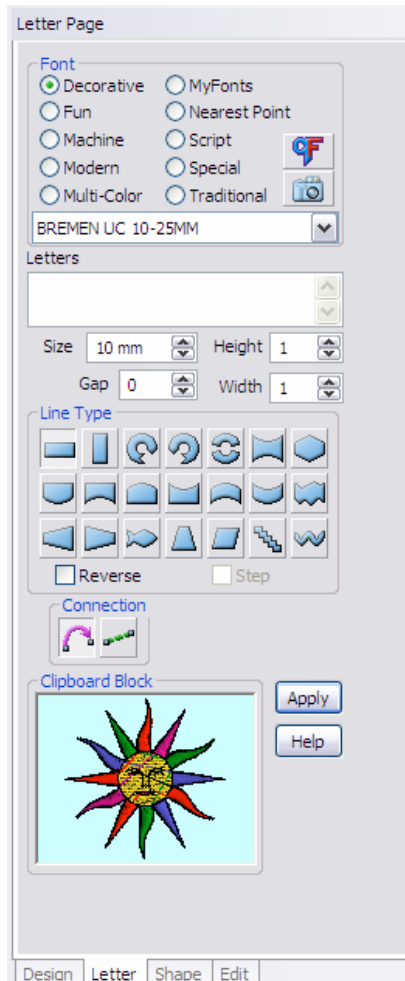 Letter Page
Font
Decorative MyFonts
Fun Nearest Point
Machine Script
Modern Special
Multi-Color Traditional
BREMEN UC 10-25MM
Letters
Size 10 mm Height 1
Gap 0 Width 1
Line Type
Reverse Step
Connection
Clipboard Block
Apply
Help
Design Letter Shape Edit